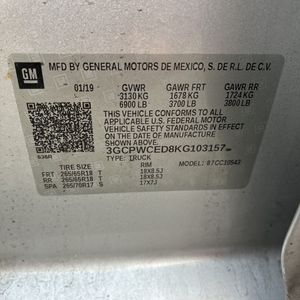 GM
MFD BY GENERAL MOTORS DE MEXICO, S. DE R.L. DE C.V.
01/19 GVWR GAWR FRT GAWR RR
3130 KG 1678 KG 1724 KG
6900 LB 3700 LB 3800 LB
THIS VEHICLE CONFORMS TO ALL
APPLICABLE U.S. FEDERAL MOTOR
VEHICLE SAFETY STANDARDS IN
EFFECT ON THE DATE OF
MANUFACTURE SHOWN ABOVE.
3GCPWCED8KG103157
TYPE: TRUCK
TIRE SIZE RIM
FRT 265/65R18 T 18X8.5J
RR 265/65R18 T 18X8.5J
SPA 265/70R17 S 17X7J